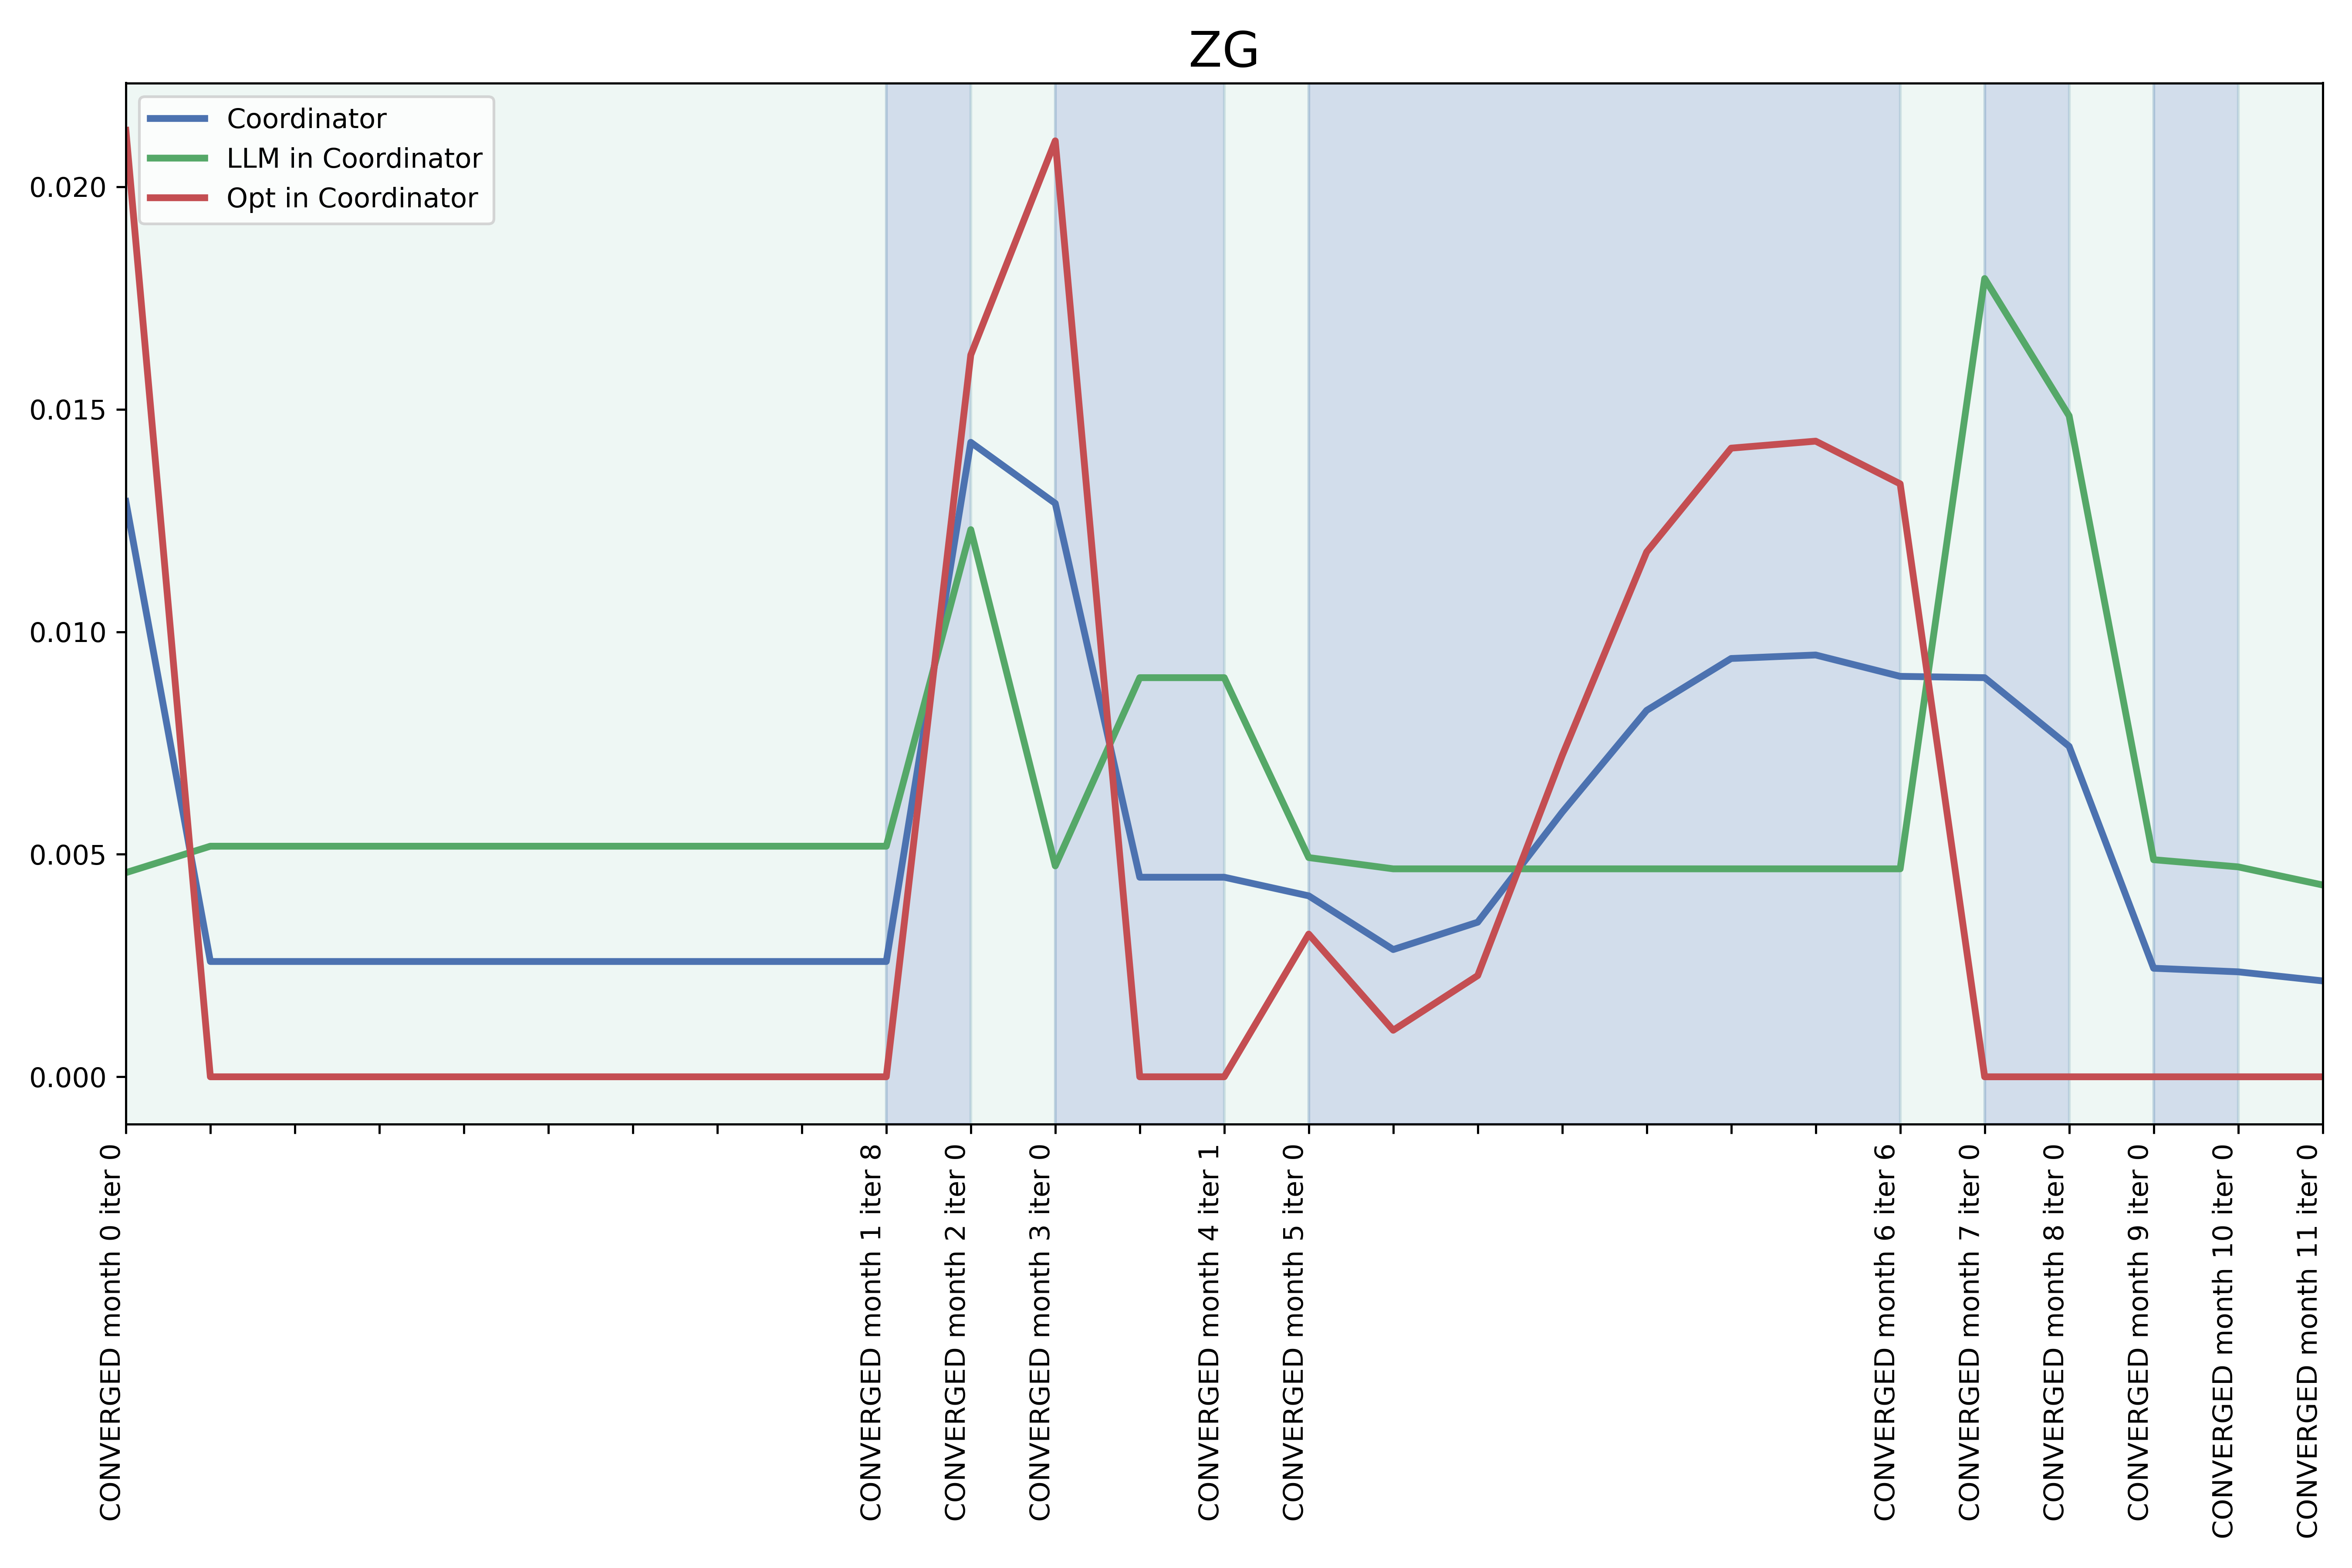 ZG
Coordinator
LLM in Coordinator
Opt in Coordinator
0.020
0.015
0.010
0.005
0.000
CONVERGED month 0 iter 0
CONVERGED month 1 iter 8
CONVERGED month 2 iter 0
CONVERGED month 3 iter 0
CONVERGED month 4 iter 1
CONVERGED month 5 iter 0
CONVERGED month 6 iter 6
CONVERGED month 7 iter 0
CONVERGED month 8 iter 0
CONVERGED month 9 iter 0
CONVERGED month 10 iter 0
CONVERGED month 11 iter 0